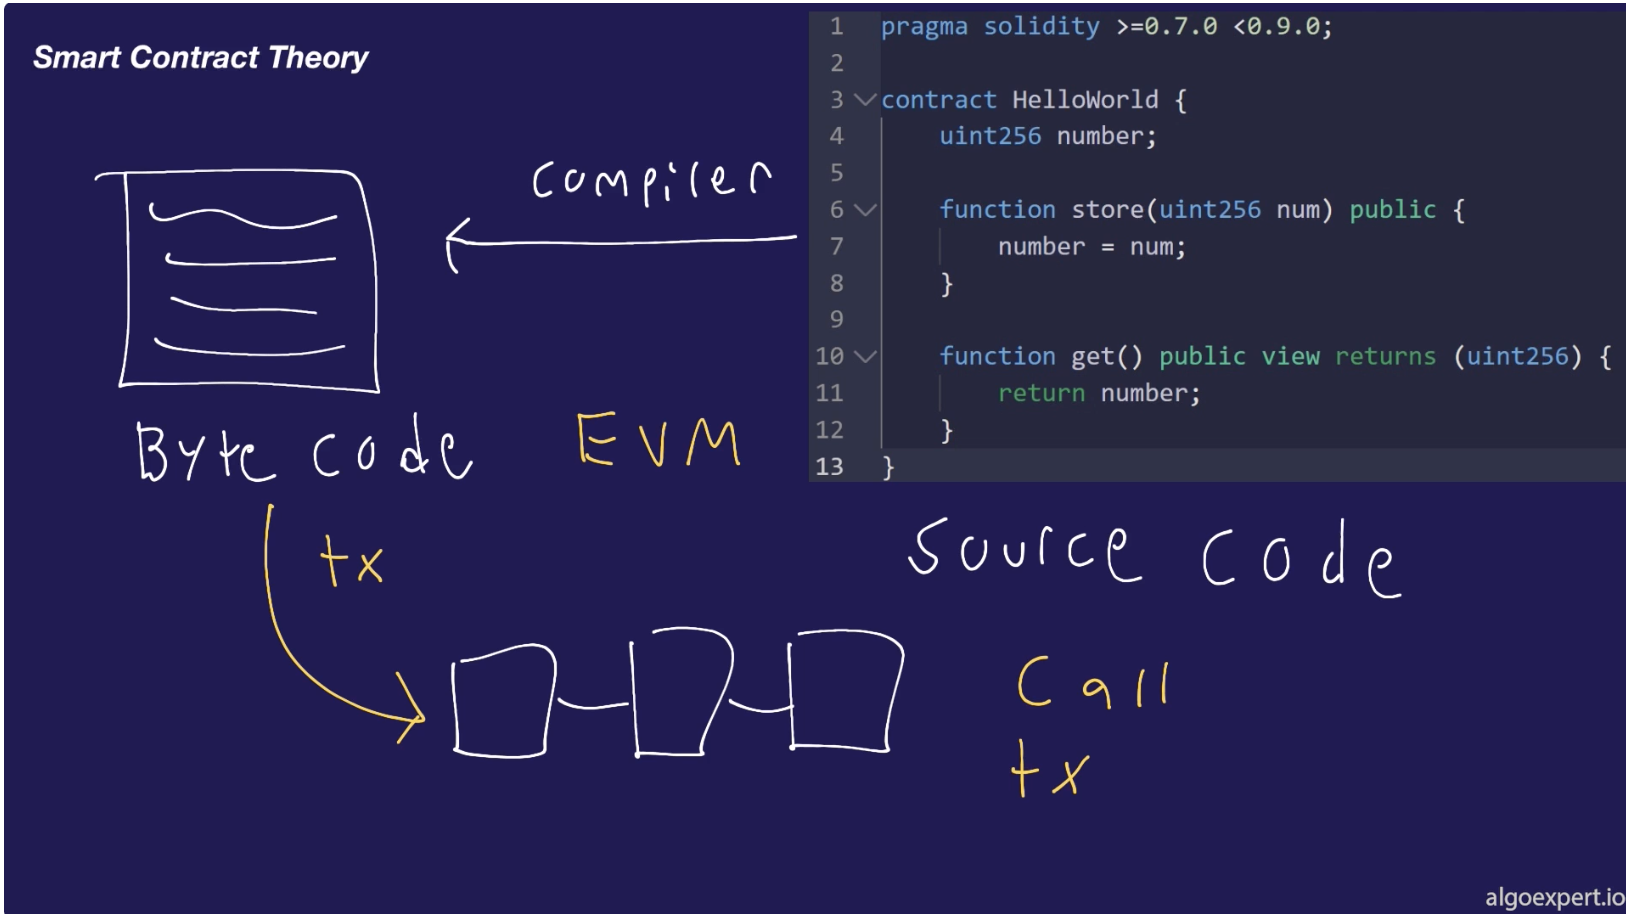 Smart Contract Theory
1 pragma solidity >=0.7.0 <0.9.0;
2
3 contract HelloWorld {
4     uint256 number;
5
6     function store(uint256 num) public {
7         number = num;
8     }
9
10     function get() public view returns (uint256) {
11         return number;
12     }
13 }
compiler
Byte code
EVM
tx
source code
Call
tx
algoexpert.io